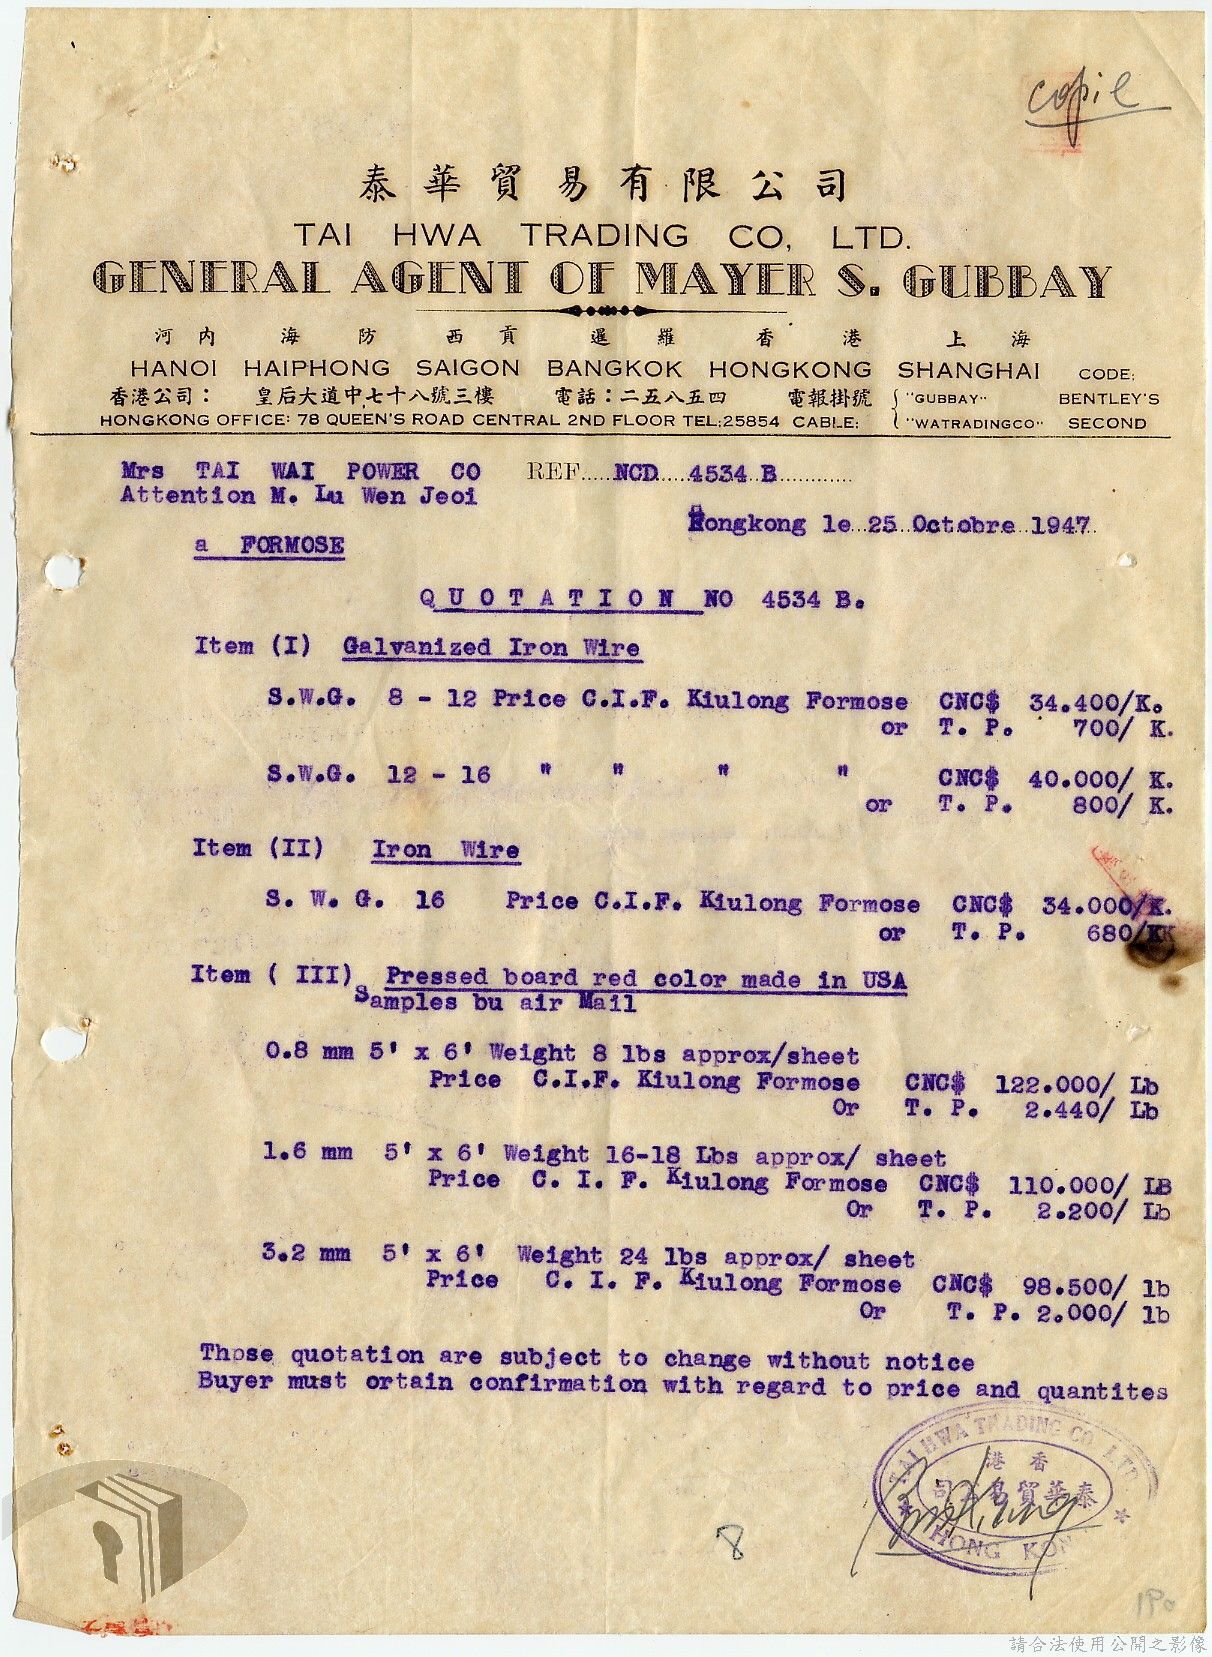 copie
泰華貿易有限公司
TAI HWA TRADING CO, LTD.
GENERAL AGENT OF MAYER S. GUBBAY
河內 海防 西貢 暹羅 香港 上海
HANOI HAIPHONG SAIGON BANGKOK HONGKONG SHANGHAI CODE:
香港公司： 皇后大道中七十八號三樓 電話：二五八五四 電報掛號 "GUBBAY" BENTLEY'S
HONGKONG OFFICE: 78 QUEEN'S ROAD CENTRAL 2ND FLOOR TEL:25854 CABLE: "WATRADINGCO" SECOND
Mrs TAI WAI POWER CO REF.....NCD.....4534 B............
Attention M. Lu Wen Jeoi
Hongkong le...25..Octobre..1947..
a FORMOSE
QUOTATION NO 4534 B.
Item (I) Galvanized Iron Wire
S.W.G. 8 - 12 Price C.I.F. Kiulong Formose CNC$ 34.400/K.
or T. P. 700/ K.
S.W.G. 12 - 16 " " " " CNC$ 40.000/ K.
or T. P. 800/ K.
Item (II) Iron Wire
S. W. G. 16 Price C.I.F. Kiulong Formose CNC$ 34.000/K.
or T. P. 680/KK
Item ( III) Pressed board red color made in USA
Samples bu air Mail
0.8 mm 5' x 6' Weight 8 lbs approx/sheet
Price C.I.F. Kiulong Formose CNC$ 122.000/ Lb
Or T. P. 2.440/ Lb
1.6 mm 5' x 6' Weight 16-18 Lbs approx/ sheet
Price C. I. F. Kiulong Formose CNC$ 110.000/ LB
Or T. P. 2.200/ Lb
3.2 mm 5' x 6' Weight 24 lbs approx/ sheet
Price C. I. F. Kiulong Formose CNC$ 98.500/ lb
Or T. P. 2.000/ lb
Those quotation are subject to change without notice
Buyer must ortain confirmation with regard to price and quantites
TAI HWA TRADING CO. LTD.
港香
司公易貿華泰
HONG KONG
8
請合法使用公開之影像